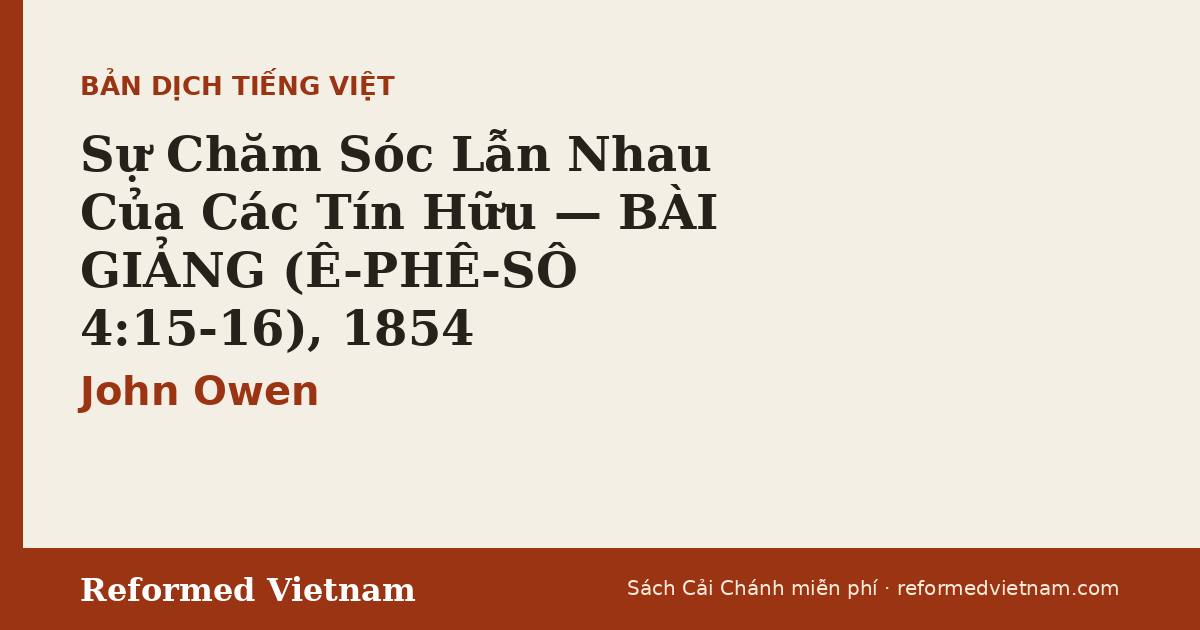 BẢN DỊCH TIẾNG VIỆT
Sự Chăm Sóc Lẫn Nhau
Của Các Tín Hữu — BÀI
GIẢNG (Ê-PHÊ-SÔ
4:15-16), 1854
John Owen
Reformed Vietnam
Sách Cải Chánh miễn phí · reformedvietnam.com